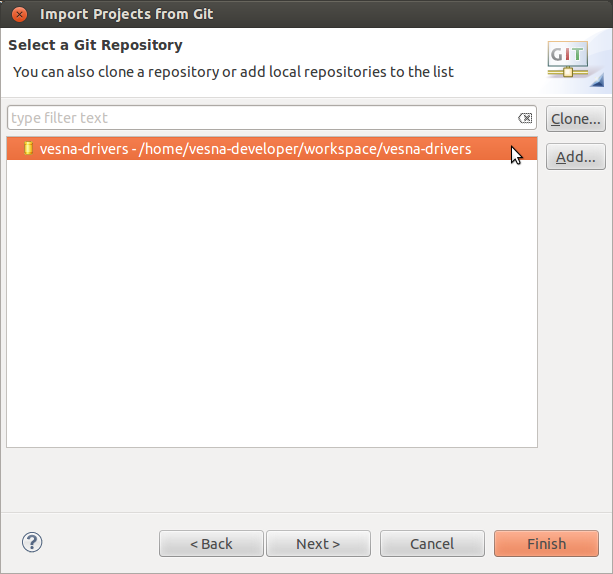 Import Projects from Git
Select a Git Repository
You can also clone a repository or add local repositories to the list
GIT
type filter text
Clone...
vesna-drivers - /home/vesna-developer/workspace/vesna-drivers
Add...
?
< Back
Next >
Cancel
Finish